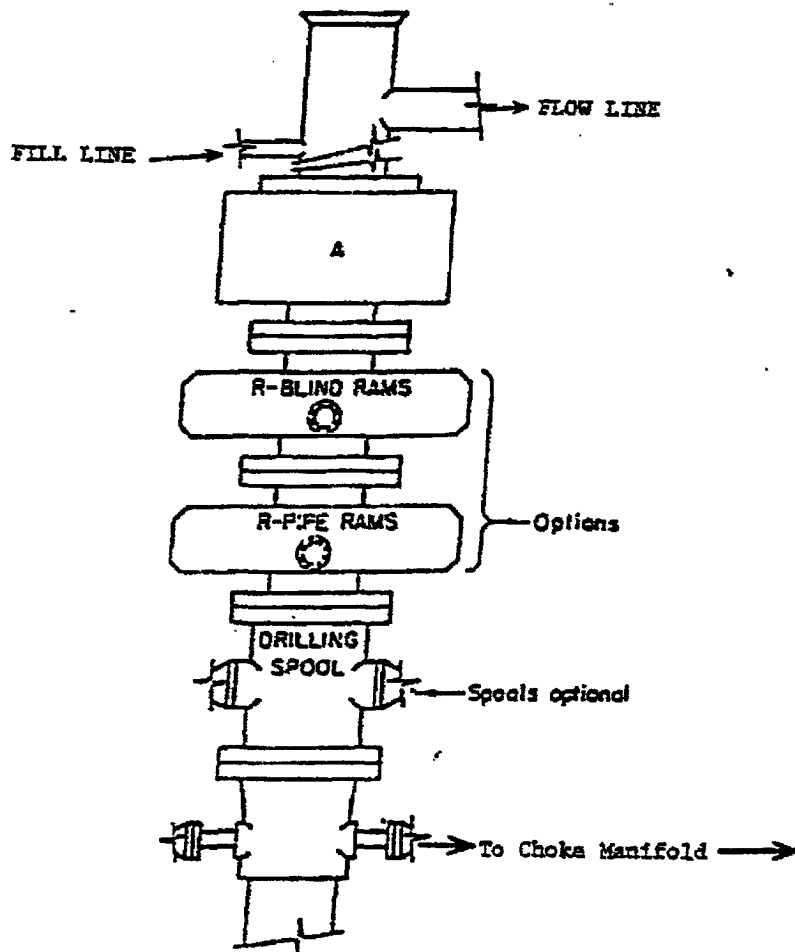 FLOW LINE
FILL LINE
A
R-BLIND RAMS
R-PIPE RAMS
Options
DRILLING
SPOOL
Spools optional
To Choke Manifold